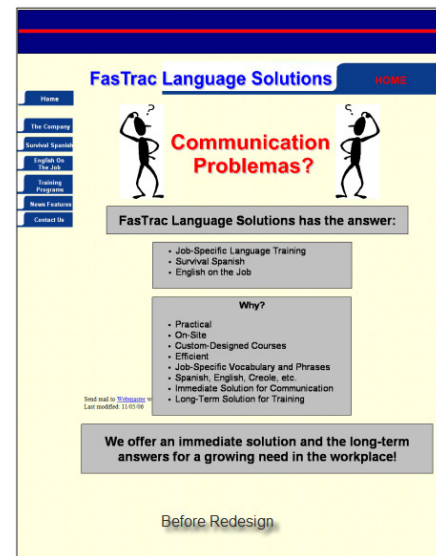 FasTrac Language Solutions
HOME
Home
The Company
Survival Spanish
English On
The Job
Training
Programs
News Features
Contact Us
?
?
Communication
Problemas?
FasTrac Language Solutions has the answer:
• Job-Specific Language Training
• Survival Spanish
• English on the Job
Why?
• Practical
• On-Site
• Custom-Designed Courses
• Efficient
• Job-Specific Vocabulary and Phrases
• Spanish, English, Creole, etc.
• Immediate Solution for Communication
• Long-Term Solution for Training
Send mail to Webmaster w
Last modified: 11/05/06
We offer an immediate solution and the long-term
answers for a growing need in the workplace!
Before Redesign